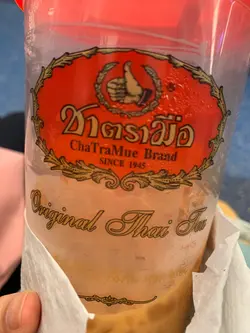 ชาตรามือ
ChaTraMue Brand
SINCE 1945
Original Thai Tea